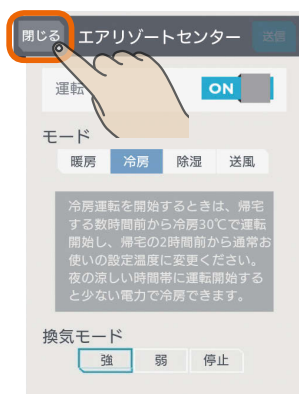 閉じる エアリゾートセンター 送信
運転 ON
モード
暖房 冷房 除湿 送風
冷房運転を開始するときは、帰宅
する数時間前から冷房30℃で運転
開始し、帰宅の2時間前から通常お
使いの設定温度に変更ください。
夜の涼しい時間帯に運転開始する
と少ない電力で冷房できます。
換気モード
強 弱 停止